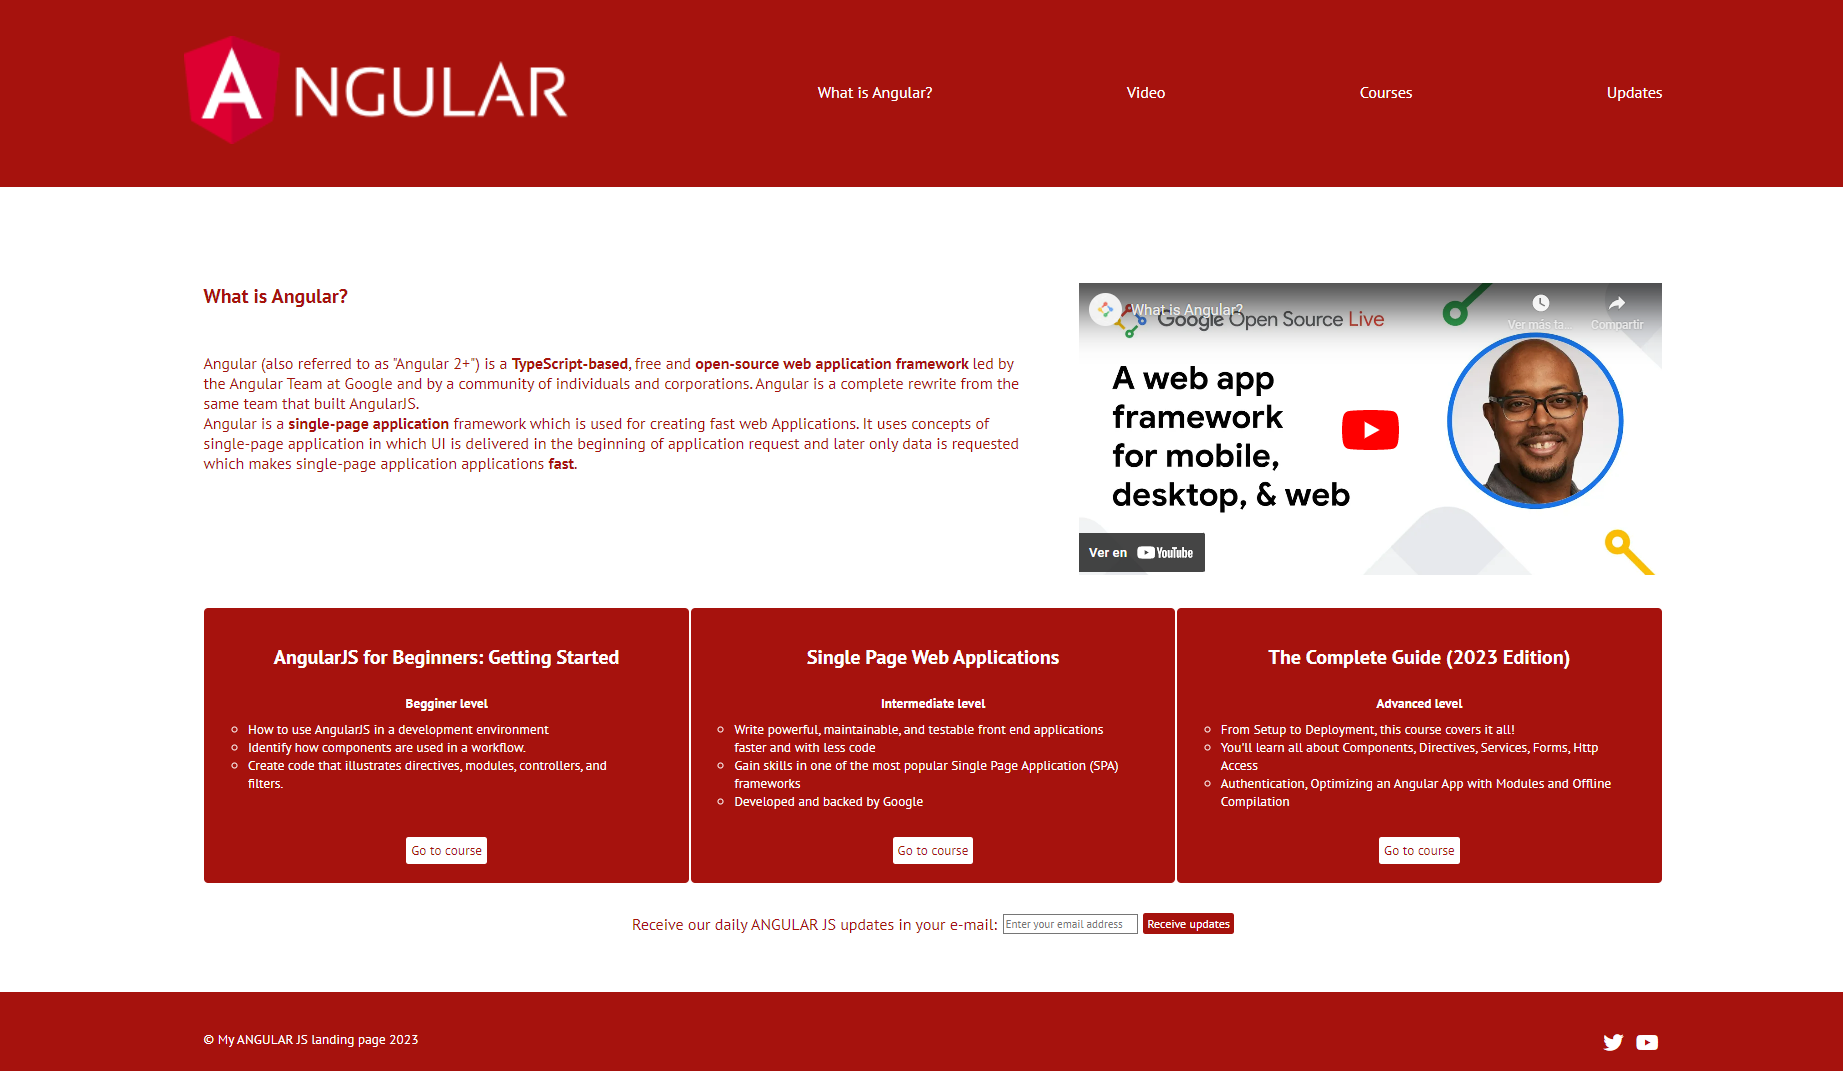 ANGULAR
What is Angular?
Video
Courses
Updates
What is Angular?
Angular (also referred to as "Angular 2+") is a TypeScript-based, free and open-source web application framework led by
the Angular Team at Google and by a community of individuals and corporations. Angular is a complete rewrite from the
same team that built AngularJS.
Angular is a single-page application framework which is used for creating fast web Applications. It uses concepts of
single-page application in which UI is delivered in the beginning of application request and later only data is requested
which makes single-page application applications fast.
What is Angular?
Google Open Source Live
Ver más ta...
Compartir
A web app
framework
for mobile,
desktop, & web
Ver en YouTube
AngularJS for Beginners: Getting Started
Begginer level
How to use AngularJS in a development environment
Identify how components are used in a workflow.
Create code that illustrates directives, modules, controllers, and
filters.
Go to course
Single Page Web Applications
Intermediate level
Write powerful, maintainable, and testable front end applications
faster and with less code
Gain skills in one of the most popular Single Page Application (SPA)
frameworks
Developed and backed by Google
Go to course
The Complete Guide (2023 Edition)
Advanced level
From Setup to Deployment, this course covers it all!
You'll learn all about Components, Directives, Services, Forms, Http
Access
Authentication, Optimizing an Angular App with Modules and Offline
Compilation
Go to course
Receive our daily ANGULAR JS updates in your e-mail: Enter your email address Receive updates
© My ANGULAR JS landing page 2023